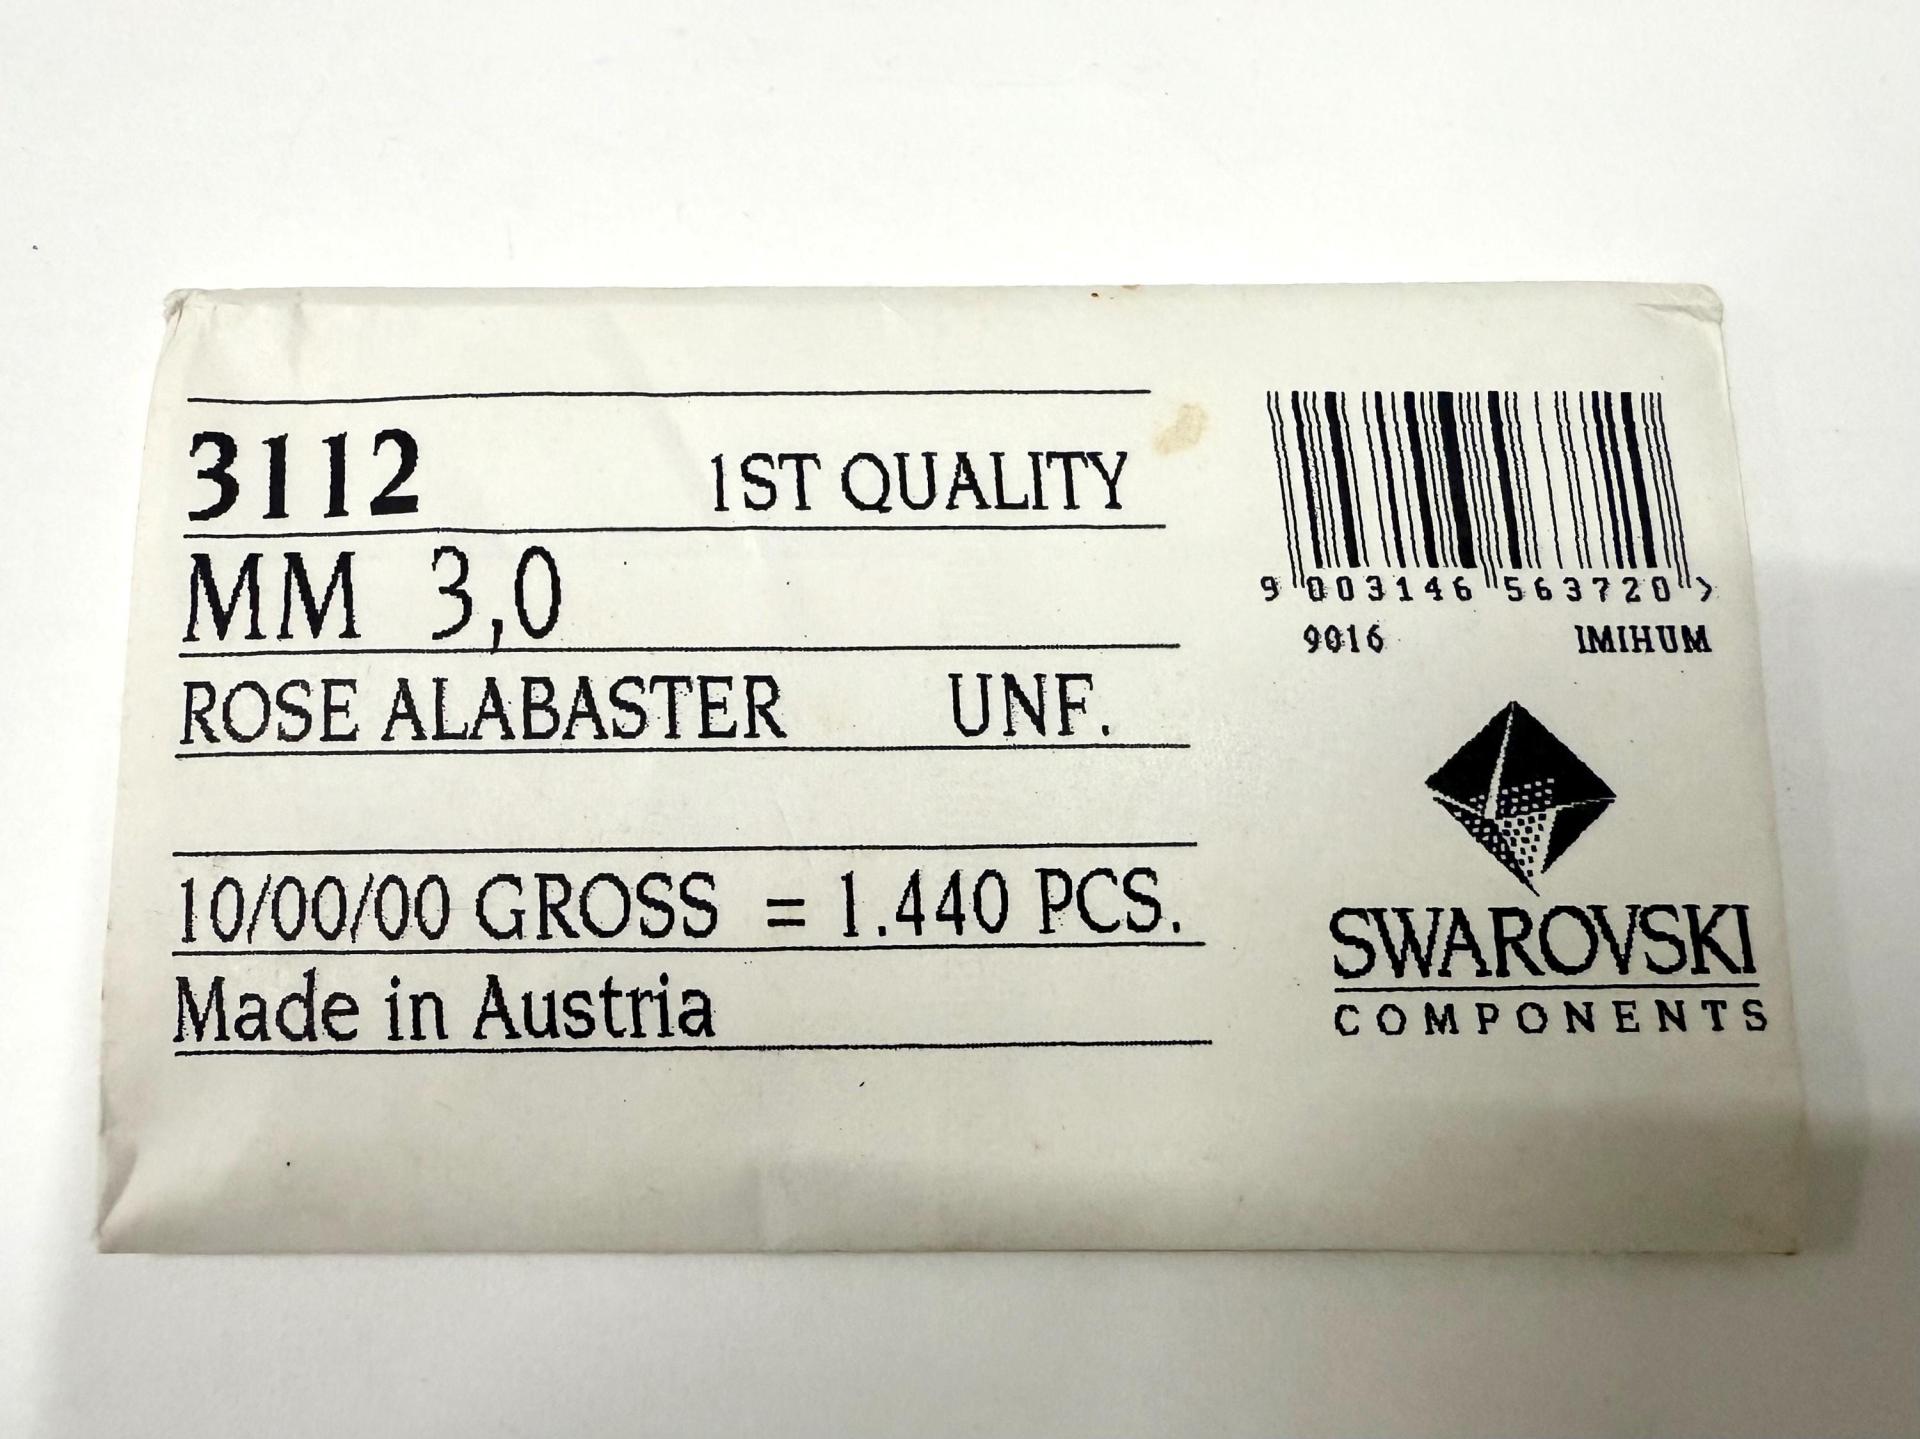 3112 1ST QUALITY
MM 3,0
ROSE ALABASTER UNF.
10/00/00 GROSS = 1.440 PCS.
Made in Austria
9 003146 563720 >
9016 IMIHUM
SWAROVSKI
COMPONENTS